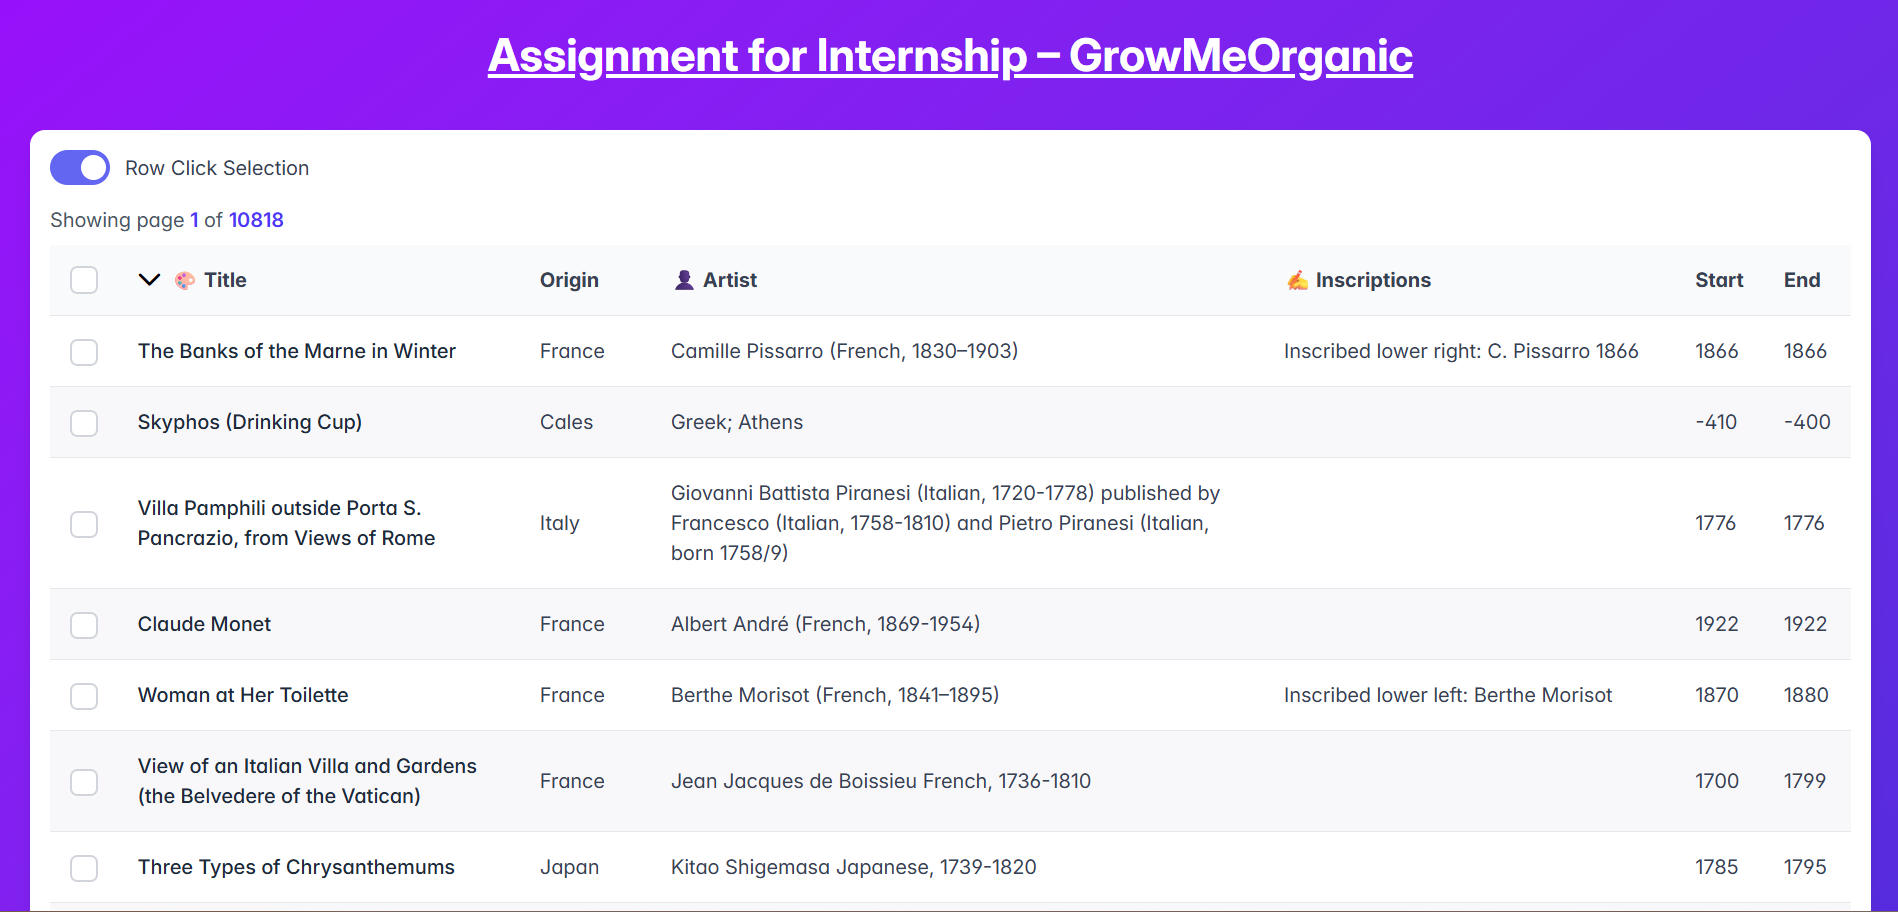 Assignment for Internship – GrowMeOrganic
Row Click Selection
Showing page 1 of 10818
Title Origin Artist Inscriptions Start End
The Banks of the Marne in Winter France Camille Pissarro (French, 1830–1903) Inscribed lower right: C. Pissarro 1866 1866 1866
Skyphos (Drinking Cup) Cales Greek; Athens -410 -400
Villa Pamphili outside Porta S.
Pancrazio, from Views of Rome
Italy
Giovanni Battista Piranesi (Italian, 1720-1778) published by
Francesco (Italian, 1758-1810) and Pietro Piranesi (Italian,
born 1758/9)
1776 1776
Claude Monet France Albert André (French, 1869-1954) 1922 1922
Woman at Her Toilette France Berthe Morisot (French, 1841–1895) Inscribed lower left: Berthe Morisot 1870 1880
View of an Italian Villa and Gardens
(the Belvedere of the Vatican)
France Jean Jacques de Boissieu French, 1736-1810 1700 1799
Three Types of Chrysanthemums Japan Kitao Shigemasa Japanese, 1739-1820 1785 1795